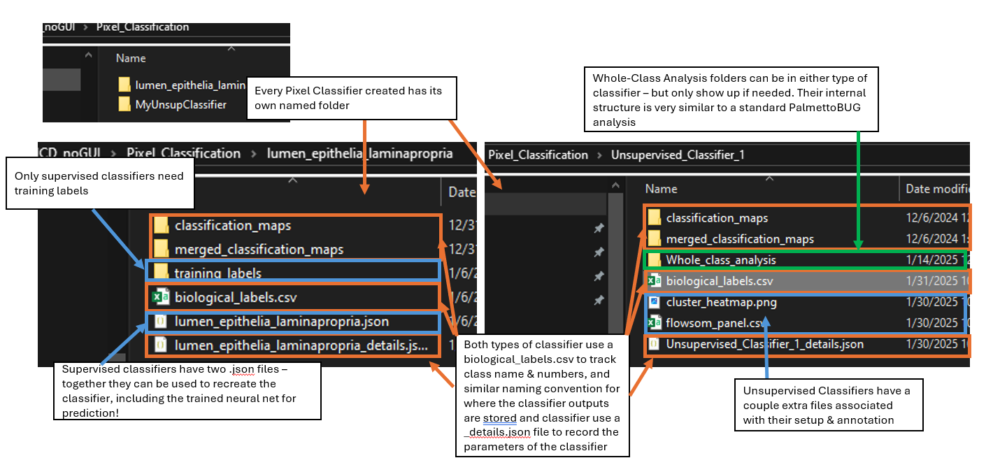 _noGUI > Pixel_Classification
Name
lumen_epithelia_lamin
MyUnsupClassifier
Every Pixel Classifier created has its
own named folder
Whole-Class Analysis folders can be in either type of
classifier – but only show up if needed. Their internal
structure is very similar to a standard PalmettoBUG
analysis
CD_noGUI > Pixel_Classification > lumen_epithelia_laminapropria
Only supervised classifiers need
training labels
Date
classification_maps 12/31
merged_classification_maps 12/31
training_labels 1/6/2
biological_labels.csv 1/6/2
lumen_epithelia_laminapropria.json 1/6/2
lumen_epithelia_laminapropria_details.js... 1
Supervised classifiers have two .json files –
together they can be used to recreate the
classifier, including the trained neural net for
prediction!
Pixel_Classification > Unsupervised_Classifier_1
Name Date modifie
classification_maps 12/6/2024 12
merged_classification_maps 12/6/2024 1:
Whole_class_analysis 1/14/2025 12
biological_labels.csv 1/31/2025 10
cluster_heatmap.png 1/30/2025 10
flowsom_panel.csv 1/30/2025 10
Unsupervised_Classifier_1_details.json 1/30/2025 10
Both types of classifier use a
biological_labels.csv to track
class name & numbers, and
similar naming convention for
where the classifier outputs
are stored and classifier use a
_details.json file to record the
parameters of the classifier
Unsupervised Classifiers have a
couple extra files associated
with their setup & annotation